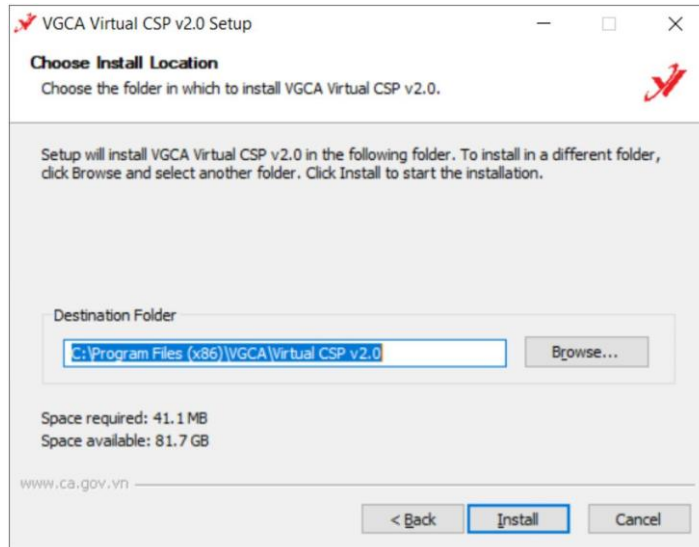 VGCA Virtual CSP v2.0 Setup
Choose Install Location
Choose the folder in which to install VGCA Virtual CSP v2.0.
Setup will install VGCA Virtual CSP v2.0 in the following folder. To install in a different folder,
click Browse and select another folder. Click Install to start the installation.
Destination Folder
C:\Program Files (x86)\VGCA\Virtual CSP v2.0
Browse...
Space required: 41.1 MB
Space available: 81.7 GB
www.ca.gov.vn
< Back
Install
Cancel